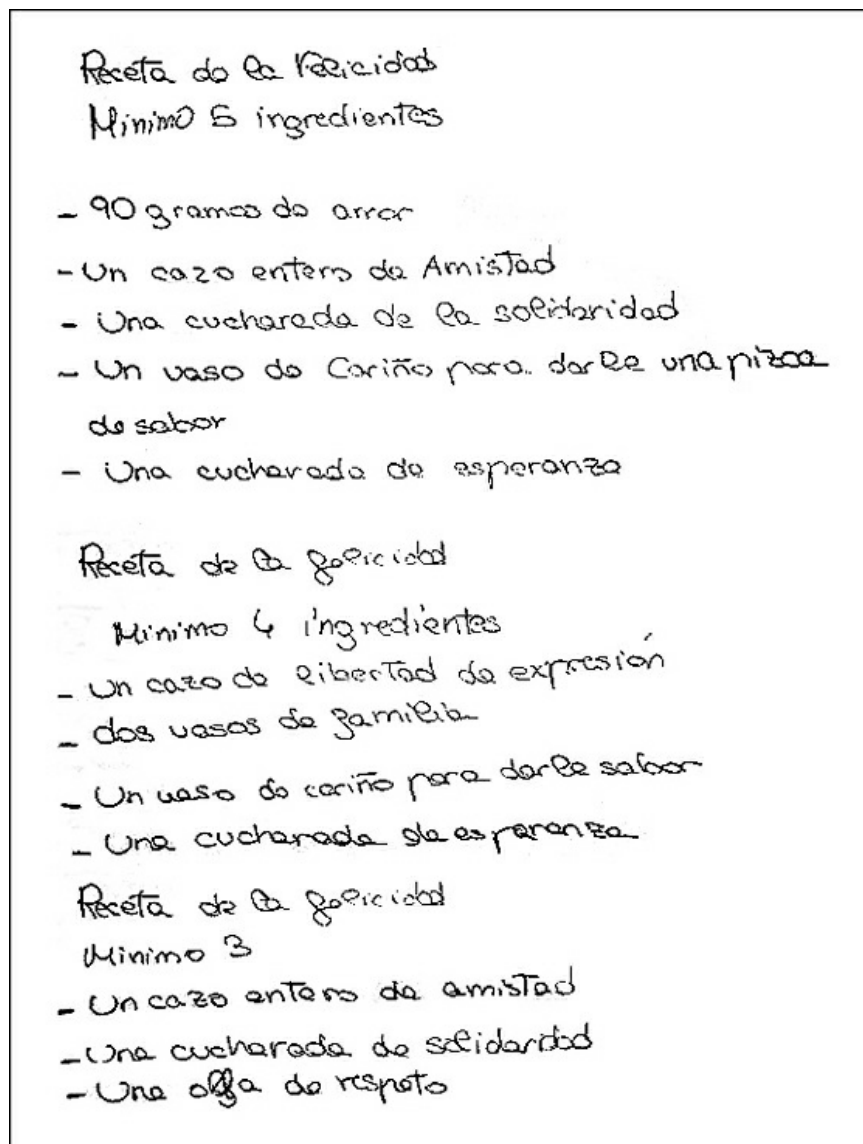 Receta de la Felicidad
Minimo 5 ingredientes
- 90 gramos de amor
- Un cazo entero de Amistad
- Una cucharada de la solidaridad
- Un vaso de Cariño para darle una pizca
de sabor
- Una cucharada de esperanza
Receta de la felicidad
Minimo 4 ingredientes
- Un cazo de libertad de expresión
- dos vasos de familia
- Un vaso de cariño para darle sabor
- Una cucharada de esperanza
Receta de la felicidad
Minimo 3
- Un cazo entero de amistad
- Una cucharada de solidaridad
- Una olla de respeto